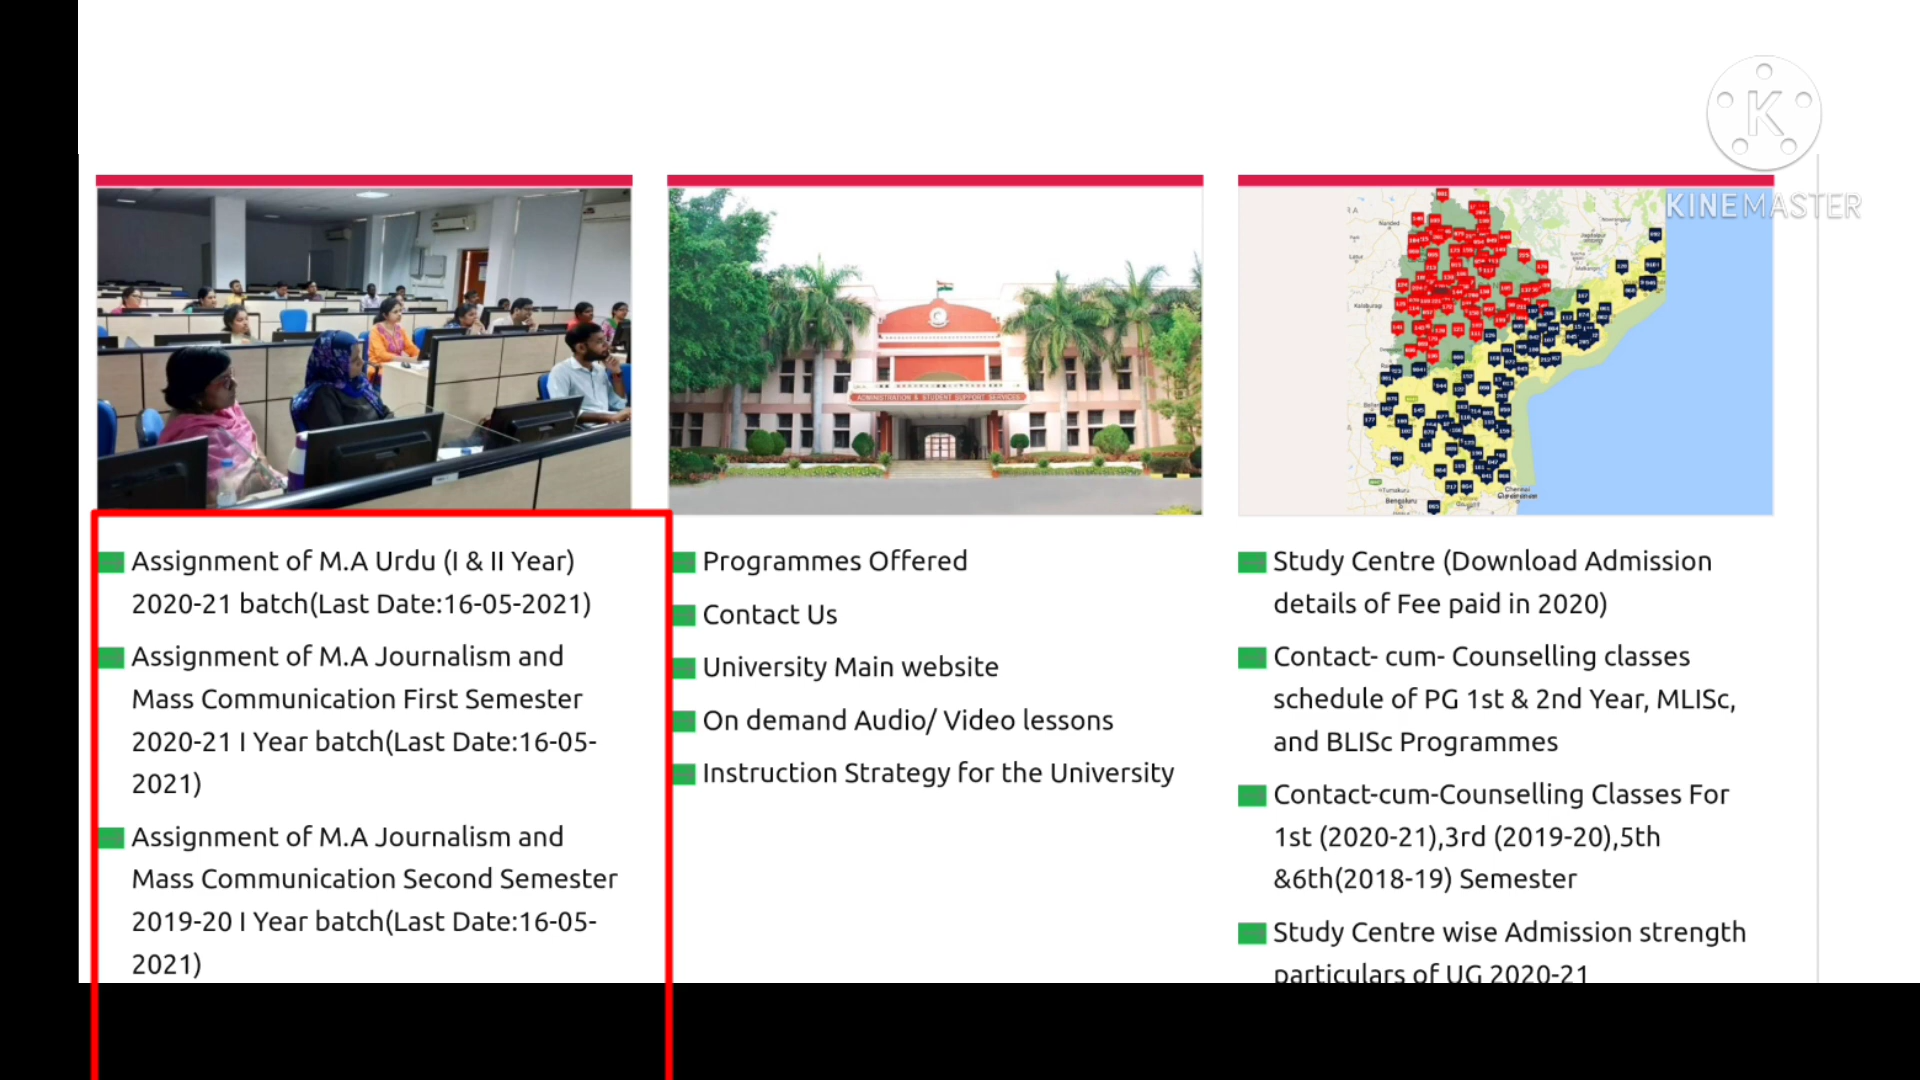 K
KINEMASTER
ADMINISTRATION & STUDENT SUPPORT SERVICES
Assignment of M.A Urdu (I & II Year)
2020-21 batch(Last Date:16-05-2021)
Assignment of M.A Journalism and
Mass Communication First Semester
2020-21 I Year batch(Last Date:16-05-
2021)
Assignment of M.A Journalism and
Mass Communication Second Semester
2019-20 I Year batch(Last Date:16-05-
2021)
Programmes Offered
Contact Us
University Main website
On demand Audio/ Video lessons
Instruction Strategy for the University
Study Centre (Download Admission
details of Fee paid in 2020)
Contact- cum- Counselling classes
schedule of PG 1st & 2nd Year, MLISc,
and BLISc Programmes
Contact-cum-Counselling Classes For
1st (2020-21),3rd (2019-20),5th
&6th(2018-19) Semester
Study Centre wise Admission strength
particulars of UG 2020-21